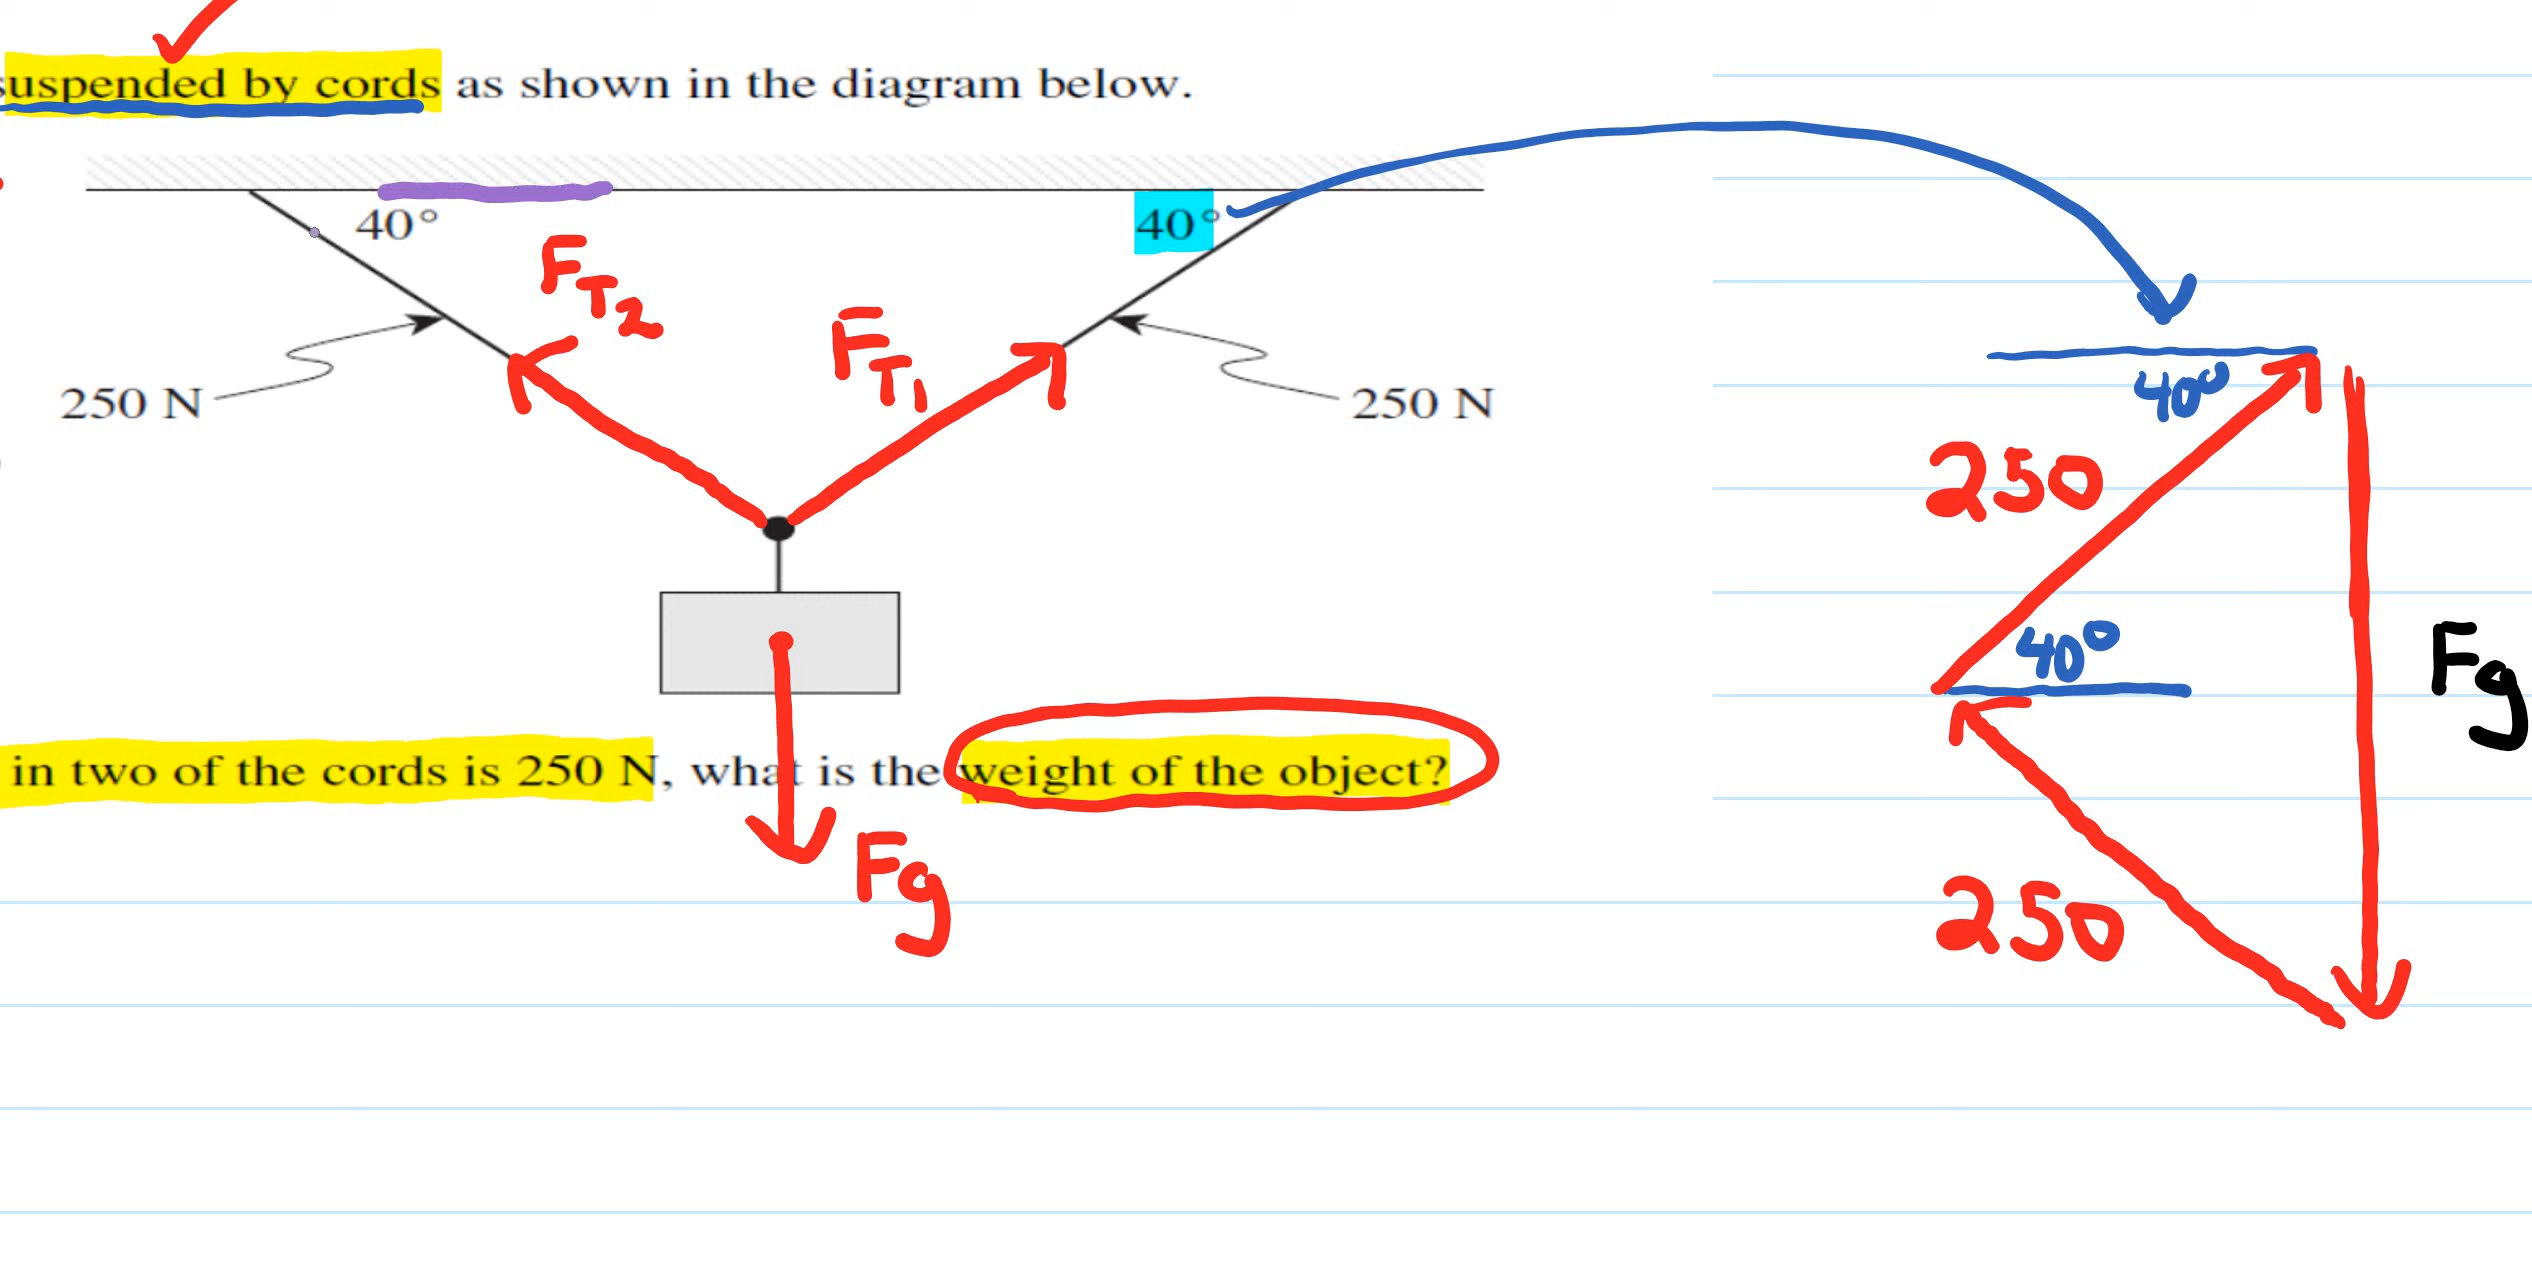 suspended by cords as shown in the diagram below.
40°
40°
F_T2
F_T1
250 N
250 N
40°
250
40°
Fg
in two of the cords is 250 N, what is the weight of the object?
Fg
250